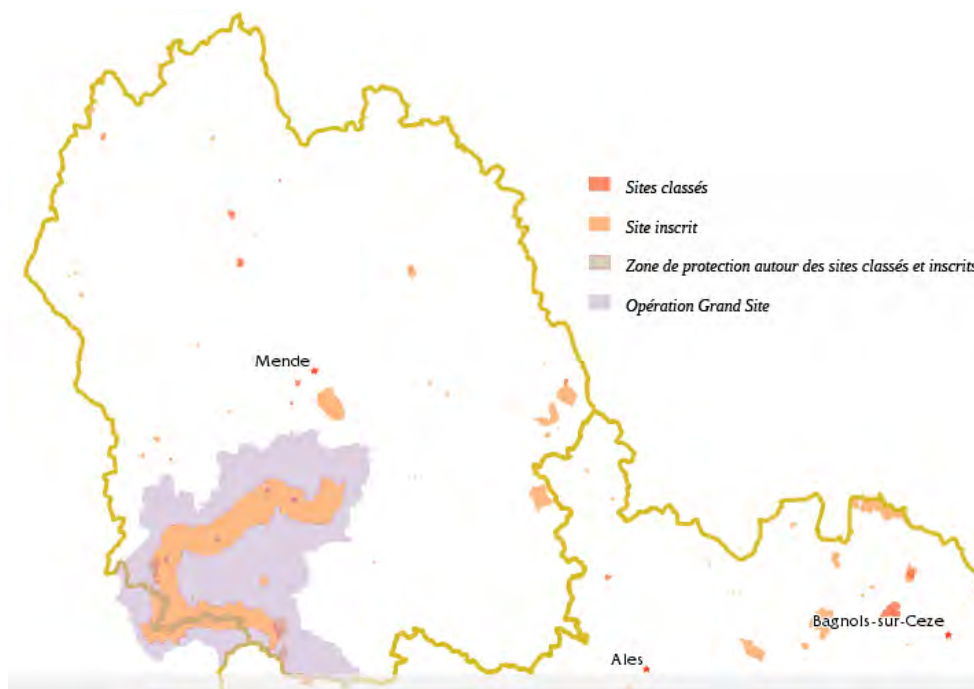 Sites classés
Site inscrit
Zone de protection autour des sites classés et inscrits
Opération Grand Site
Mende
Bagnols-sur-Ceze
Ales